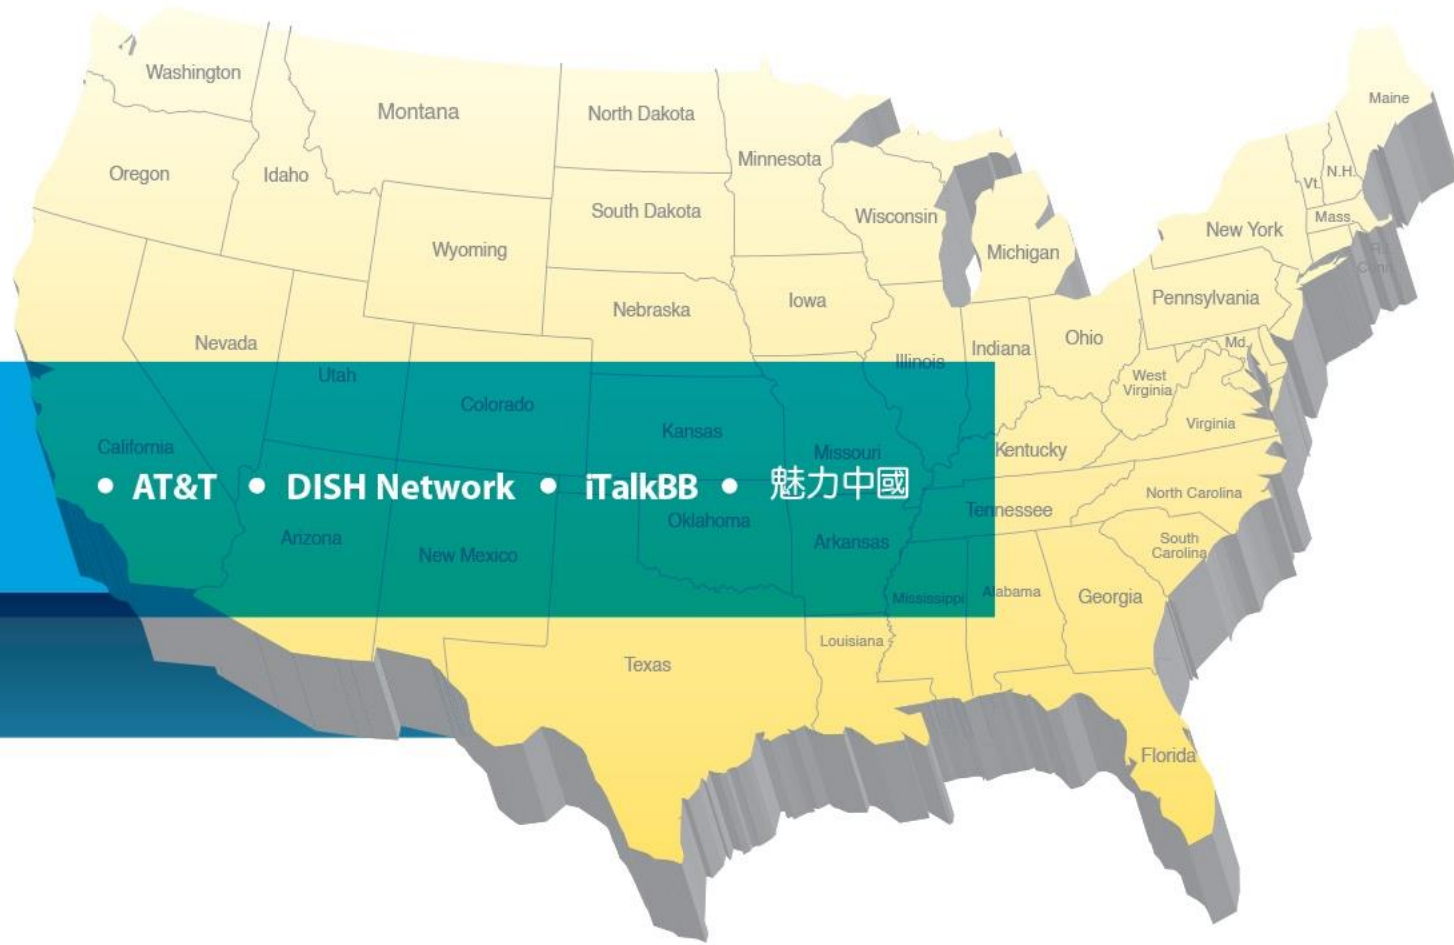 Washington
Montana
North Dakota
Minnesota
Maine
Oregon
Idaho
South Dakota
Wisconsin
Vt.
N.H.
Mass.
New York
Wyoming
Michigan
R.I.
Conn.
Nebraska
Iowa
Pennsylvania
Nevada
Illinois
Indiana
Ohio
Md.
Utah
Colorado
West
Virginia
Virginia
California
Kansas
Missouri
Kentucky
• AT&T • DISH Network • iTalkBB • 魅力中國
North Carolina
Arizona
New Mexico
Oklahoma
Arkansas
Tennessee
South
Carolina
Mississippi
Alabama
Georgia
Louisiana
Texas
Florida